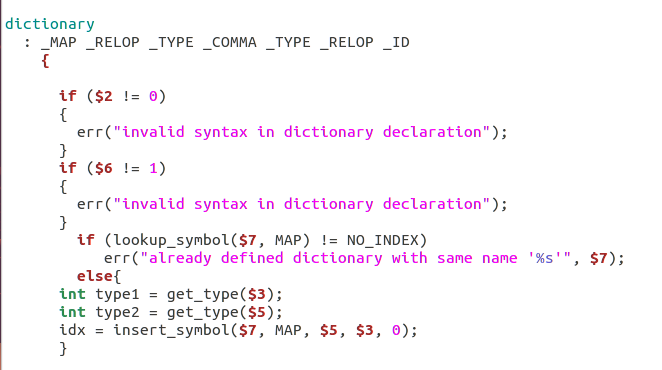 dictionary
  : _MAP _RELOP _TYPE _COMMA _TYPE _RELOP _ID
    {
      if ($2 != 0)
      {
        err("invalid syntax in dictionary declaration");
      }
      if ($6 != 1)
      {
        err("invalid syntax in dictionary declaration");
      }
        if (lookup_symbol($7, MAP) != NO_INDEX)
           err("already defined dictionary with same name '%s'", $7);
        else{
      int type1 = get_type($3);
      int type2 = get_type($5);
      idx = insert_symbol($7, MAP, $5, $3, 0);
      }